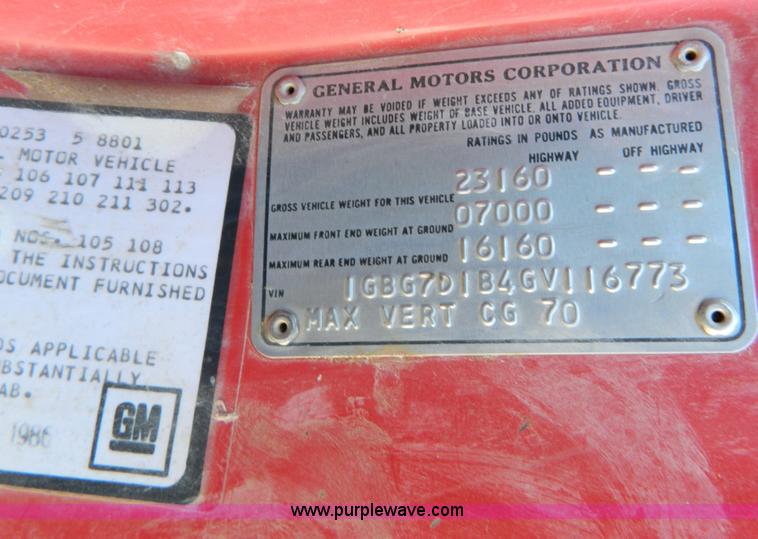 0253 5 8801
MOTOR VEHICLE
106 107 111 113
209 210 211 302.
NOS. 105 108
THE INSTRUCTIONS
DOCUMENT FURNISHED
APPLICABLE
SUBSTANTIALLY
1986
GM
GENERAL MOTORS CORPORATION
WARRANTY MAY BE VOIDED IF WEIGHT EXCEEDS ANY OF RATINGS SHOWN. GROSS
VEHICLE WEIGHT INCLUDES WEIGHT OF BASE VEHICLE, ALL ADDED EQUIPMENT, DRIVER
AND PASSENGERS, AND ALL PROPERTY LOADED INTO OR ONTO VEHICLE.
RATINGS IN POUNDS AS MANUFACTURED
HIGHWAY OFF HIGHWAY
GROSS VEHICLE WEIGHT FOR THIS VEHICLE 23160 - - -
MAXIMUM FRONT END WEIGHT AT GROUND 07000 - - -
MAXIMUM REAR END WEIGHT AT GROUND 16160 - - -
VIN 1GBG7D1B4GV116773
MAX VERT CG 70
www.purplewave.com